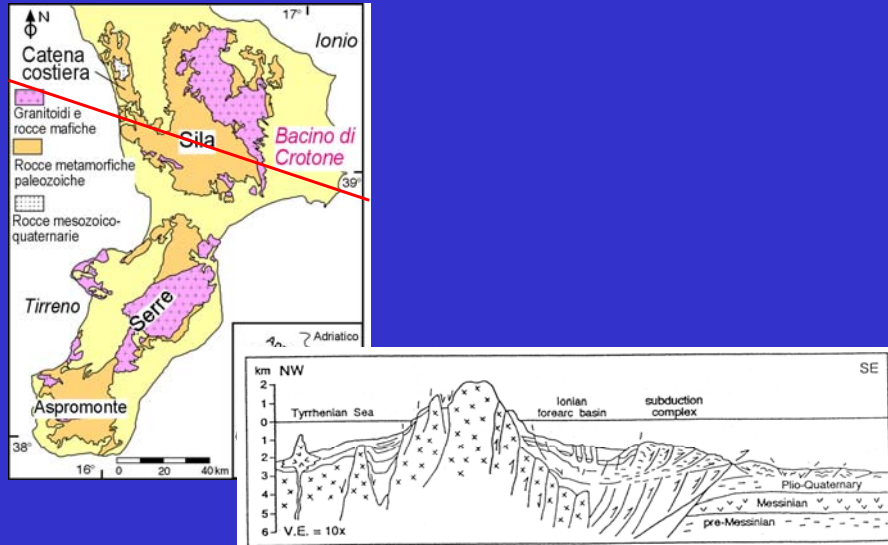 N
17°
Ionio
Catena
costiera
Granitoidi e
rocce mafiche
Sila
Bacino di
Crotone
Rocce metamorfiche
paleozoiche
39°
Rocce mesozoico-
quaternarie
Tirreno
Serre
Adriatico
Aspromonte
38°
16°
0 20 40 km
km NW SE
2
1
0
1
2
3
4
5
6
Tyrrhenian Sea
Ionian
forearc basin
subduction
complex
Plio-Quaternary
Messinian
pre-Messinian
V.E. = 10x